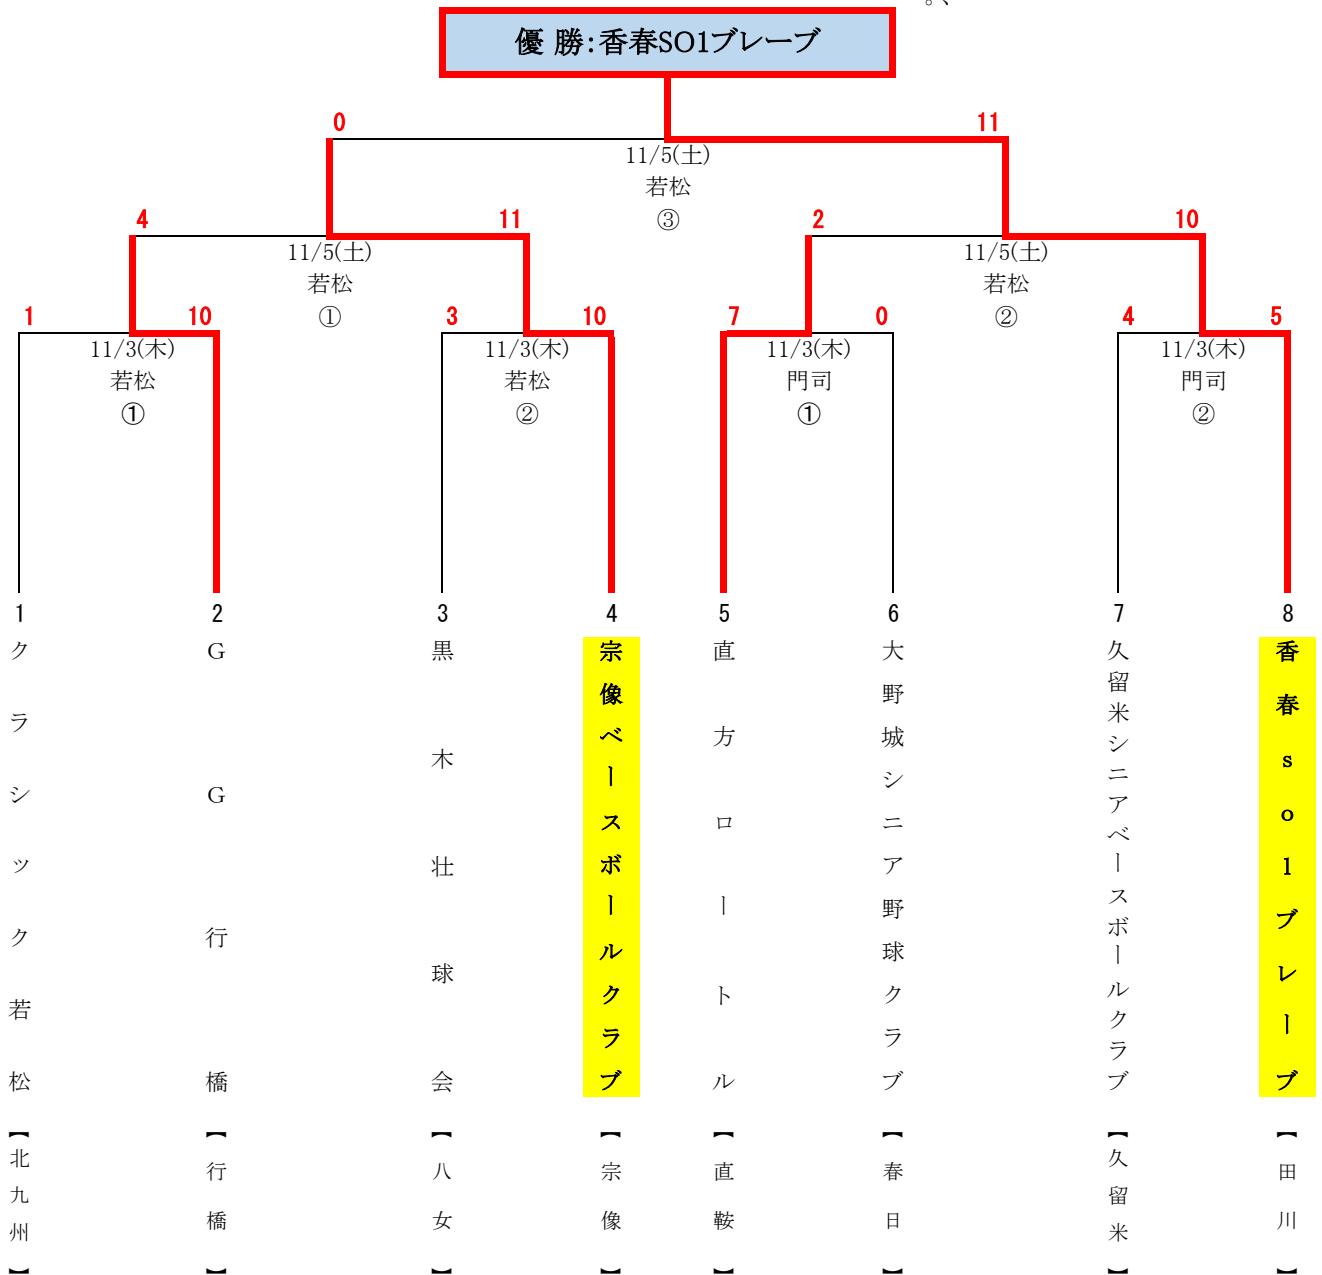 。、
優 勝：香春SO1ブレーブ
0
11
11/5(土)
若松
③
4
11
2
10
11/5(土)
若松
①
11/5(土)
若松
②
1
10
3
10
7
0
4
5
11/3(木)
若松
①
11/3(木)
若松
②
11/3(木)
門司
①
11/3(木)
門司
②
1
2
3
4
5
6
7
8
クラシック若松
GG行橋
黒木壮球会
宗像ベースボールクラブ
直方ロートル
大野城シニア野球クラブ
久留米シニアベースボールクラブ
香春so1ブレーブ
【北九州】
【行橋】
【八女】
【宗像】
【直鞍】
【春日】
【久留米】
【田川】